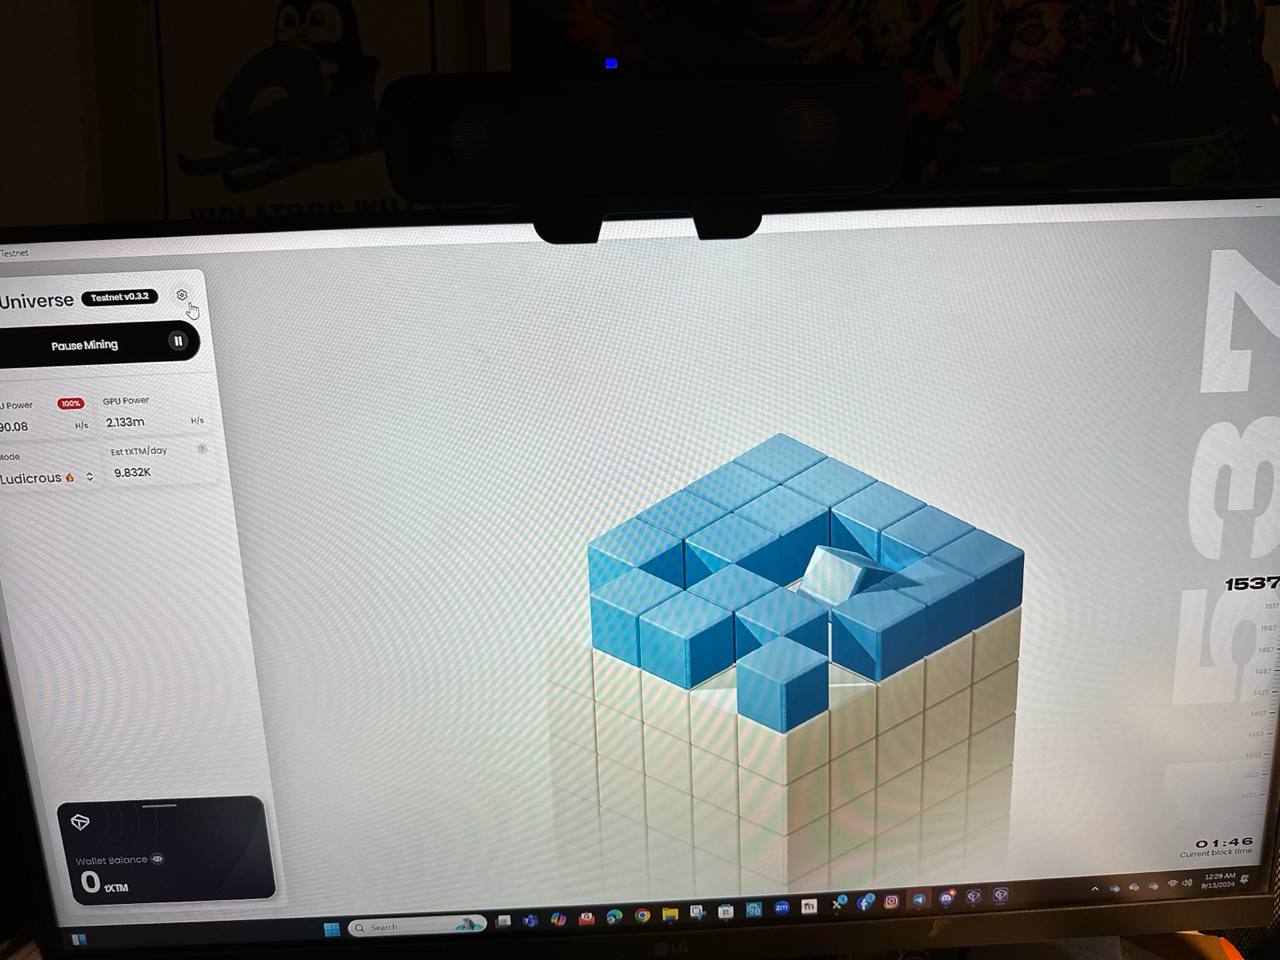 Testnet
Universe Testnet v0.3.2
Pause Mining
Power 100% GPU Power
90.08 H/s 2.133m H/s
Mode Est tXTM/day ?
Ludicrous 9.832K
Wallet Balance
0 tXTM
1537
1537
1517
1507
1497
1487
1477
1467
1457
1447
1437
01:46
Current block time
Search
zm
12:29 AM
9/13/2024
LG